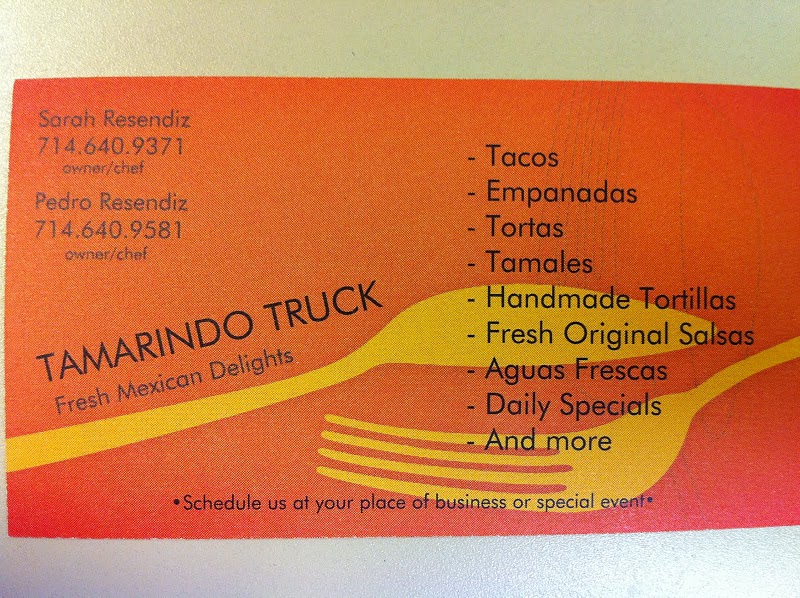 Sarah Resendiz
714.640.9371
owner/chef
Pedro Resendiz
714.640.9581
owner/chef
TAMARINDO TRUCK
Fresh Mexican Delights
- Tacos
- Empanadas
- Tortas
- Tamales
- Handmade Tortillas
- Fresh Original Salsas
- Aguas Frescas
- Daily Specials
- And more
•Schedule us at your place of business or special event•